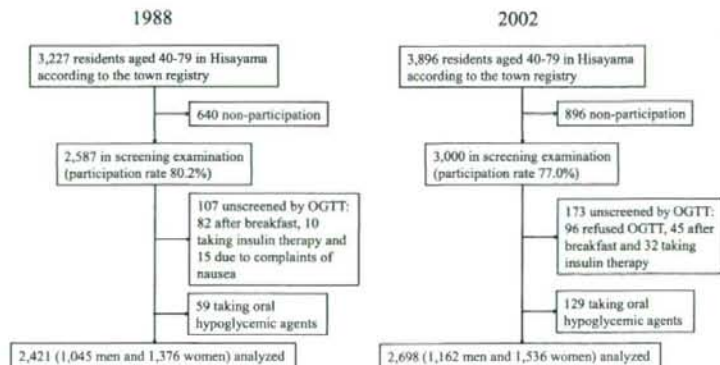 1988
3,227 residents aged 40-79 in Hisayama
according to the town registry
640 non-participation
2,587 in screening examination
(participation rate 80.2%)
107 unscreened by OGTT:
82 after breakfast, 10
taking insulin therapy and
15 due to complaints of
nausea
59 taking oral
hypoglycemic agents
2,421 (1,045 men and 1,376 women) analyzed
2002
3,896 residents aged 40-79 in Hisayama
according to the town registry
896 non-participation
3,000 in screening examination
(participation rate 77.0%)
173 unscreened by OGTT:
96 refused OGTT, 45 after
breakfast and 32 taking
insulin therapy
129 taking oral
hypoglycemic agents
2,698 (1,162 men and 1,536 women) analyzed